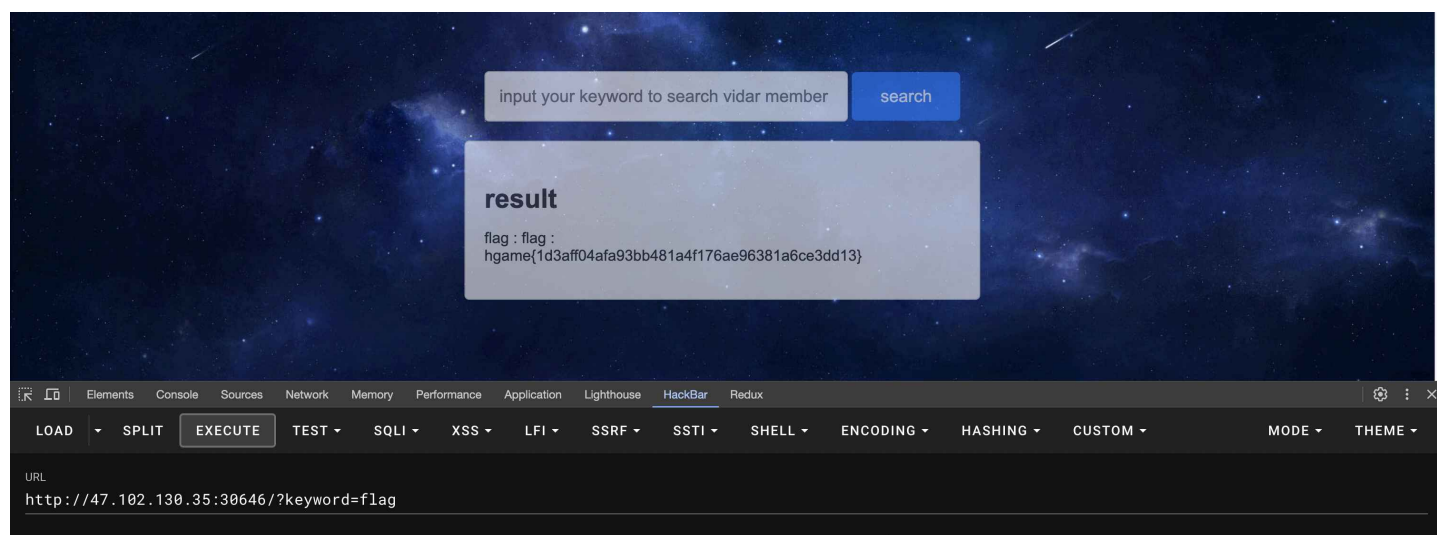 input your keyword to search vidar member search
result
flag : flag :
hgame{1d3aff04afa93bb481a4f176ae96381a6ce3dd13}
Elements Console Sources Network Memory Performance Application Lighthouse HackBar Redux
LOAD SPLIT EXECUTE TEST SQLI XSS LFI SSRF SSTI SHELL ENCODING HASHING CUSTOM MODE THEME
URL
http://47.102.130.35:30646/?keyword=flag